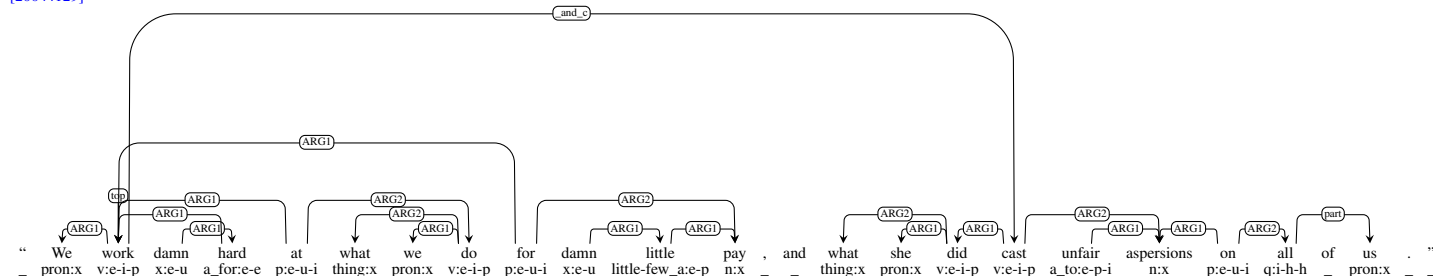 _and_c
ARG1
top ARG1 ARG2 ARG2
ARG1 ARG2 ARG2 ARG2 part
ARG1 ARG1 ARG1 ARG1 ARG1 ARG1 ARG1 ARG1 ARG1 ARG2
“ We work damn hard at what we do for damn little pay , and what she did cast unfair aspersions on all of us . ”
_ pron:x v:e-i-p x:e-u a_for:e-e p:e-u-i thing:x pron:x v:e-i-p p:e-u-i x:e-u little-few_a:e-p n:x _ _ thing:x pron:x v:e-i-p v:e-i-p a_to:e-p-i n:x p:e-u-i q:i-h-h _ pron:x _ _